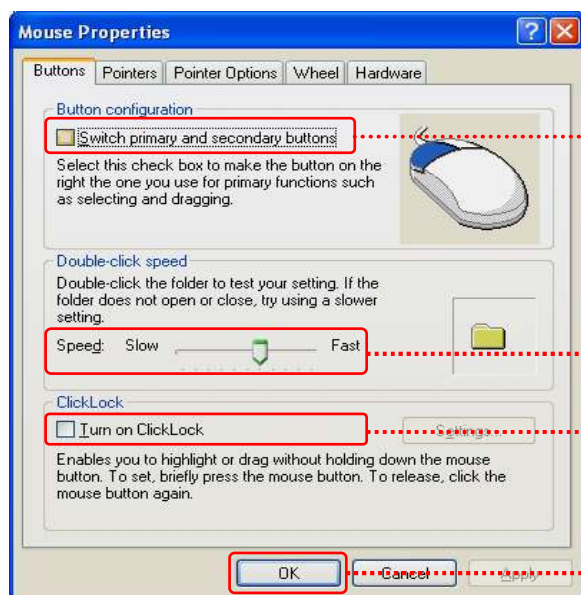 Mouse Properties
Buttons Pointers Pointer Options Wheel Hardware
Button configuration
Switch primary and secondary buttons
Select this check box to make the button on the
right the one you use for primary functions such
as selecting and dragging.
Double-click speed
Double-click the folder to test your setting. If the
folder does not open or close, try using a slower
setting.
Speed: Slow Fast
ClickLock
Turn on ClickLock
Settings...
Enables you to highlight or drag without holding down the mouse
button. To set, briefly press the mouse button. To release, click the
mouse button again.
OK Cancel Apply